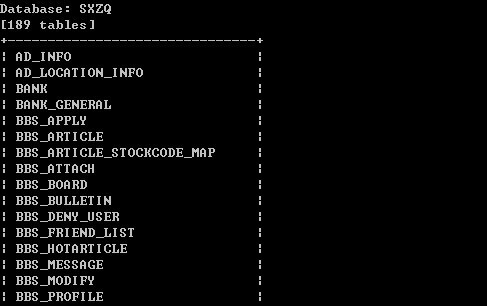 Database: SXZQ
[189 tables]
+-------------------------------+
| AD_INFO |
| AD_LOCATION_INFO |
| BANK |
| BANK_GENERAL |
| BBS_APPLY |
| BBS_ARTICLE |
| BBS_ARTICLE_STOCKCODE_MAP |
| BBS_ATTACH |
| BBS_BOARD |
| BBS_BULLETIN |
| BBS_DENY_USER |
| BBS_FRIEND_LIST |
| BBS_HOTARTICLE |
| BBS_MESSAGE |
| BBS_MODIFY |
| BBS_PROFILE |